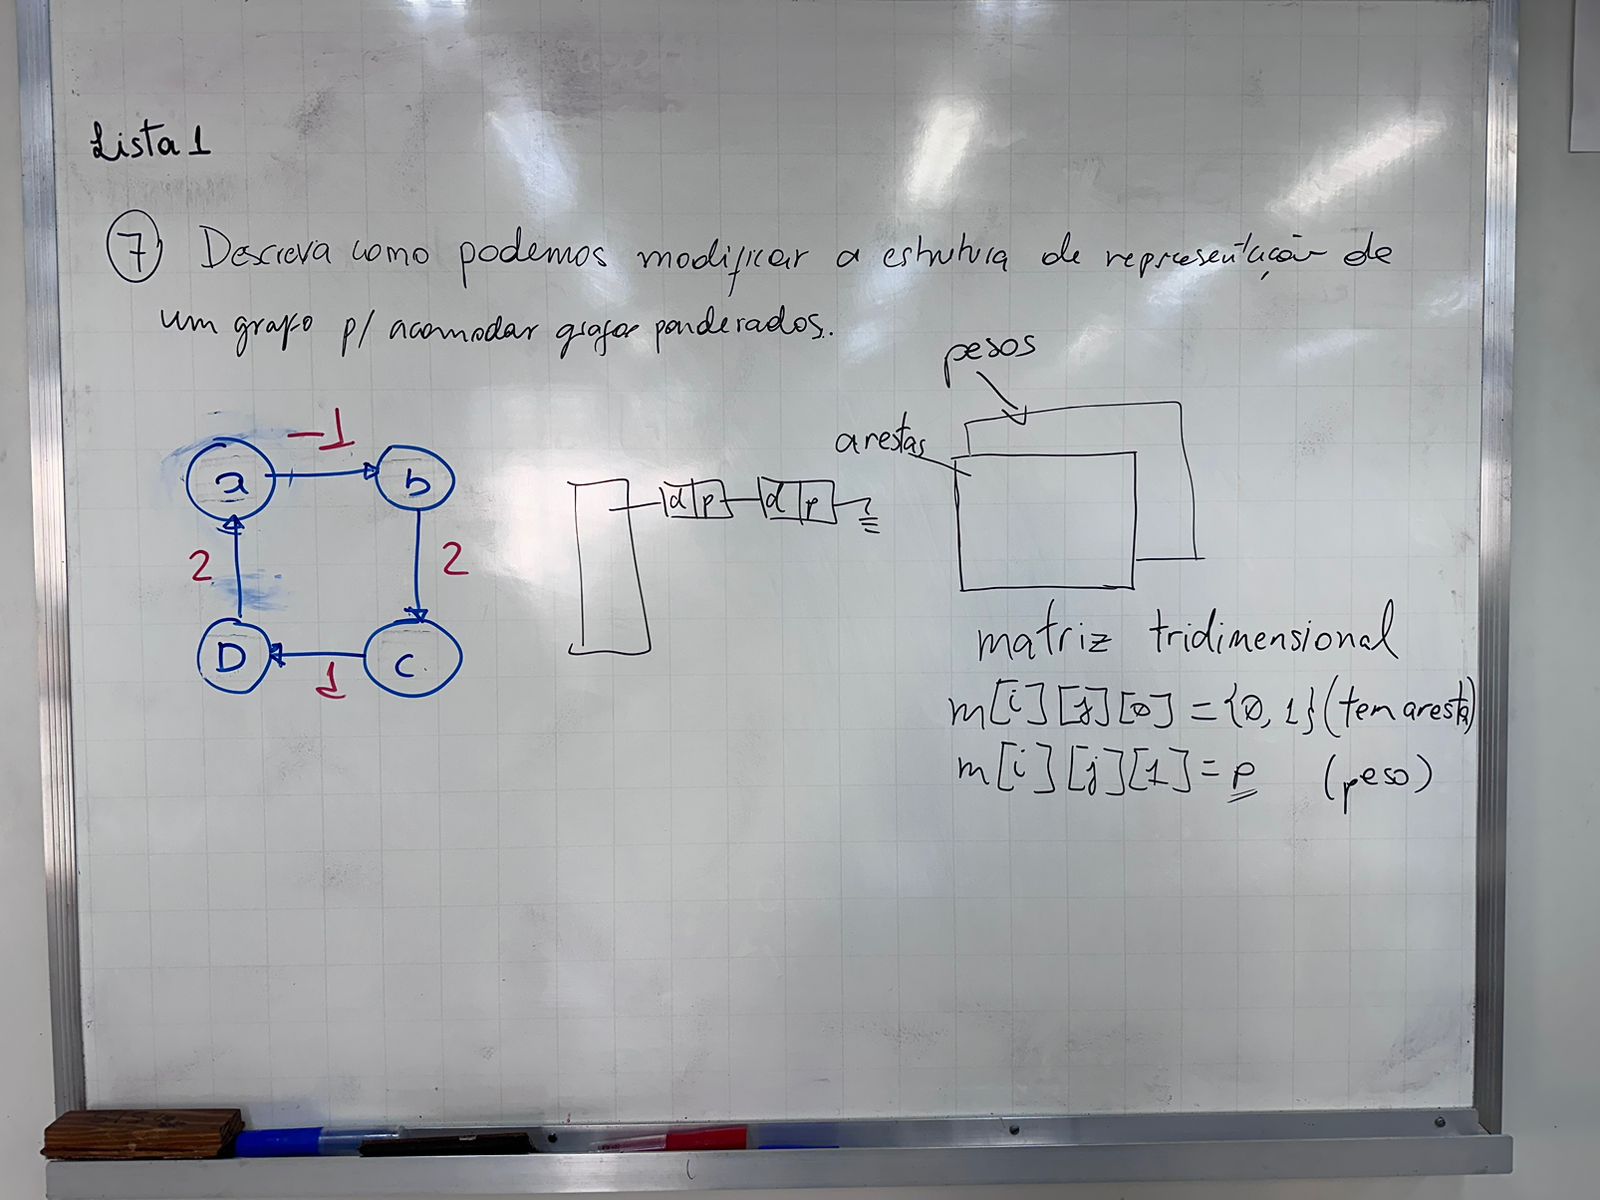 Lista 1
7 Descreva como podemos modificar a estrutura de representação de
um grafo p/ acomodar grafos ponderados.
pesos
arestas
-1
a
b
d p
d p
2
2
D
C
1
matriz tridimensional
m[i][j][0] = {0, 1} (tem aresta)
m[i][j][1] = p (peso)